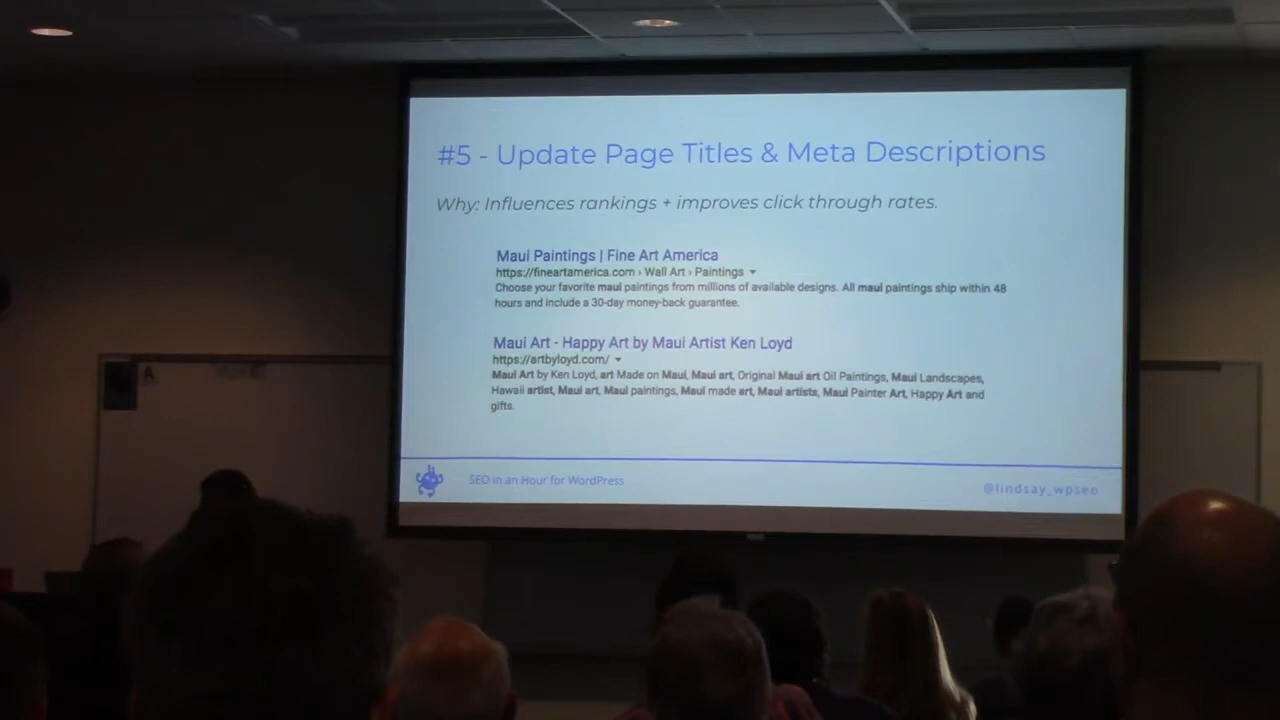 #5 - Update Page Titles & Meta Descriptions
Why: Influences rankings + improves click through rates.
Maui Paintings | Fine Art America
https://fineartamerica.com › Wall Art › Paintings
Choose your favorite maui paintings from millions of available designs. All maui paintings ship within 48
hours and include a 30-day money-back guarantee.
Maui Art - Happy Art by Maui Artist Ken Loyd
https://artbyloyd.com/
Maui Art by Ken Loyd, art Made on Maui, Maui art, Original Maui art Oil Paintings, Maui Landscapes,
Hawaii artist, Maui art, Maui paintings, Maui made art, Maui artists, Maui Painter Art, Happy Art and
gifts.
SEO in an Hour for WordPress
@lindsay_wpseo
A